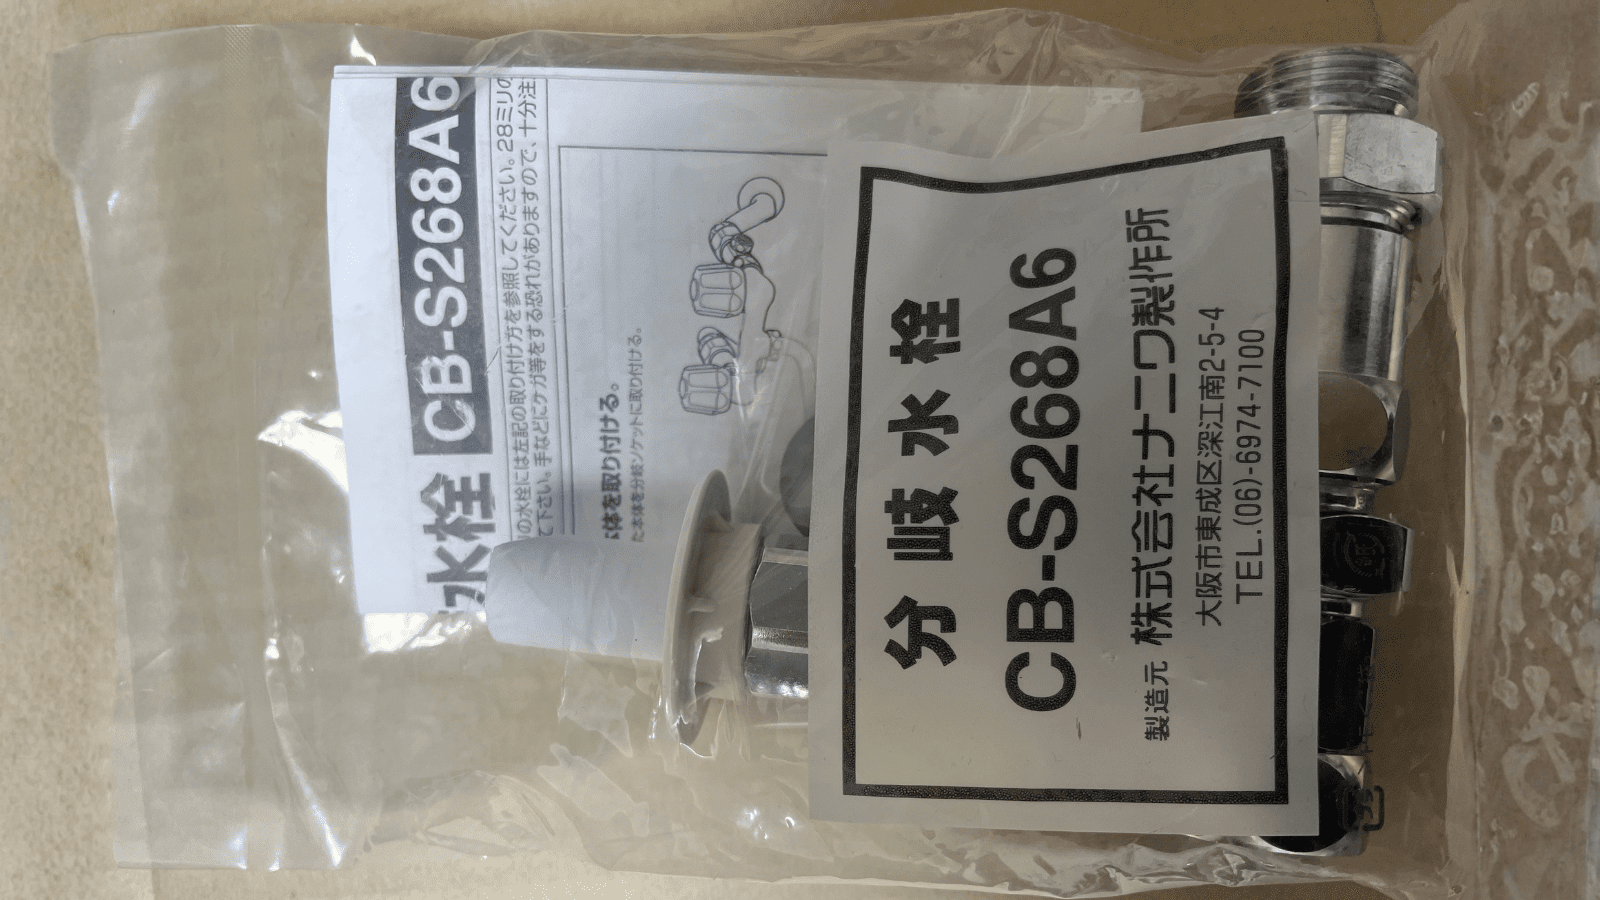 水栓 CB-S268A6
の水栓には左記の取り付け方を参照してください。28ミリの
て下さい。手などにケガ等をする恐れがありますので、十分注
体を取り付ける。
た本体を分岐ソケットに取り付ける。
分岐水栓
CB-S268A6
製造元 株式会社ナニワ製作所
大阪市東成区深江南2-5-4
TEL.(06)-6974-7100